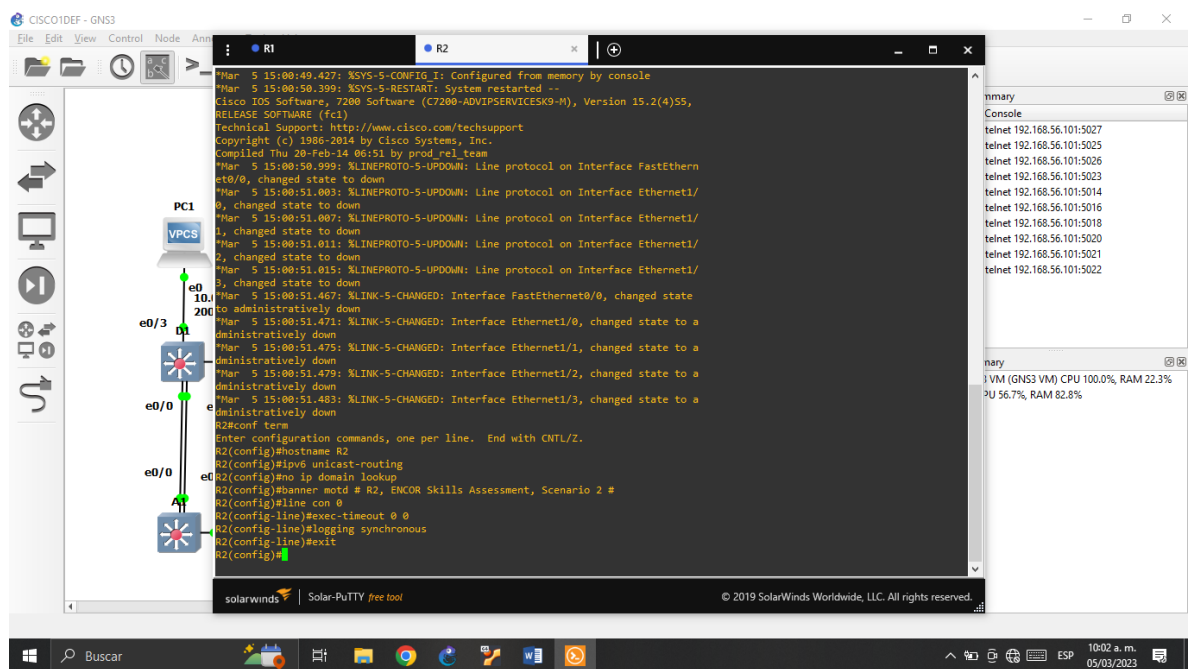 CISCO1DEF - GNS3
File Edit View Control Node Ann
R1
R2
*Mar  5 15:00:49.427: %SYS-5-CONFIG_I: Configured from memory by console
*Mar  5 15:00:50.399: %SYS-5-RESTART: System restarted --
Cisco IOS Software, 7200 Software (C7200-ADVIPSERVICESK9-M), Version 15.2(4)S5,
RELEASE SOFTWARE (fc1)
Technical Support: http://www.cisco.com/techsupport
Copyright (c) 1986-2014 by Cisco Systems, Inc.
Compiled Thu 20-Feb-14 06:51 by prod_rel_team
*Mar  5 15:00:50.999: %LINEPROTO-5-UPDOWN: Line protocol on Interface FastEthern
et0/0, changed state to down
*Mar  5 15:00:51.003: %LINEPROTO-5-UPDOWN: Line protocol on Interface Ethernet1/
0, changed state to down
*Mar  5 15:00:51.007: %LINEPROTO-5-UPDOWN: Line protocol on Interface Ethernet1/
1, changed state to down
*Mar  5 15:00:51.011: %LINEPROTO-5-UPDOWN: Line protocol on Interface Ethernet1/
2, changed state to down
*Mar  5 15:00:51.015: %LINEPROTO-5-UPDOWN: Line protocol on Interface Ethernet1/
3, changed state to down
*Mar  5 15:00:51.467: %LINK-5-CHANGED: Interface FastEthernet0/0, changed state
to administratively down
*Mar  5 15:00:51.471: %LINK-5-CHANGED: Interface Ethernet1/0, changed state to a
dministratively down
*Mar  5 15:00:51.475: %LINK-5-CHANGED: Interface Ethernet1/1, changed state to a
dministratively down
*Mar  5 15:00:51.479: %LINK-5-CHANGED: Interface Ethernet1/2, changed state to a
dministratively down
*Mar  5 15:00:51.483: %LINK-5-CHANGED: Interface Ethernet1/3, changed state to a
dministratively down
R2#conf term
Enter configuration commands, one per line.  End with CNTL/Z.
R2(config)#hostname R2
R2(config)#ipv6 unicast-routing
R2(config)#no ip domain lookup
R2(config)#banner motd # R2, ENCOR Skills Assessment, Scenario 2 #
R2(config)#line con 0
R2(config-line)#exec-timeout 0 0
R2(config-line)#logging synchronous
R2(config-line)#exit
R2(config)#
solarwinds Solar-PuTTY free tool
© 2019 SolarWinds Worldwide, LLC. All rights reserved.
PC1
VPCS
e0
10.
200
e0/3
D1
e0/0
e
e0/0
e0
A1
mmary
Console
telnet 192.168.56.101:5027
telnet 192.168.56.101:5025
telnet 192.168.56.101:5026
telnet 192.168.56.101:5023
telnet 192.168.56.101:5014
telnet 192.168.56.101:5016
telnet 192.168.56.101:5018
telnet 192.168.56.101:5020
telnet 192.168.56.101:5021
telnet 192.168.56.101:5022
mary
VM (GNS3 VM) CPU 100.0%, RAM 22.3%
PU 56.7%, RAM 82.8%
Buscar
ESP
10:02 a. m.
05/03/2023